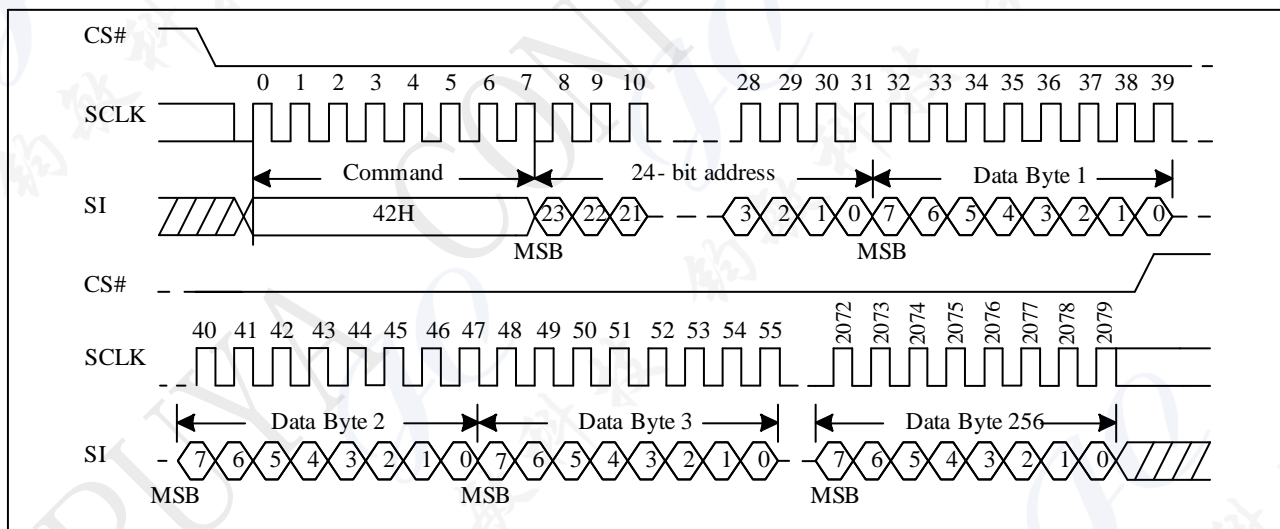 CS#
0 1 2 3 4 5 6 7 8 9 10 28 29 30 31 32 33 34 35 36 37 38 39
SCLK
Command 24- bit address Data Byte 1
SI 42H 23 22 21 3 2 1 0 7 6 5 4 3 2 1 0
MSB MSB
CS#
40 41 42 43 44 45 46 47 48 49 50 51 52 53 54 55 2072 2073 2074 2075 2076 2077 2078 2079
SCLK
Data Byte 2 Data Byte 3 Data Byte 256
SI 7 6 5 4 3 2 1 0 7 6 5 4 3 2 1 0 7 6 5 4 3 2 1 0
MSB MSB MSB
PUYA CONF